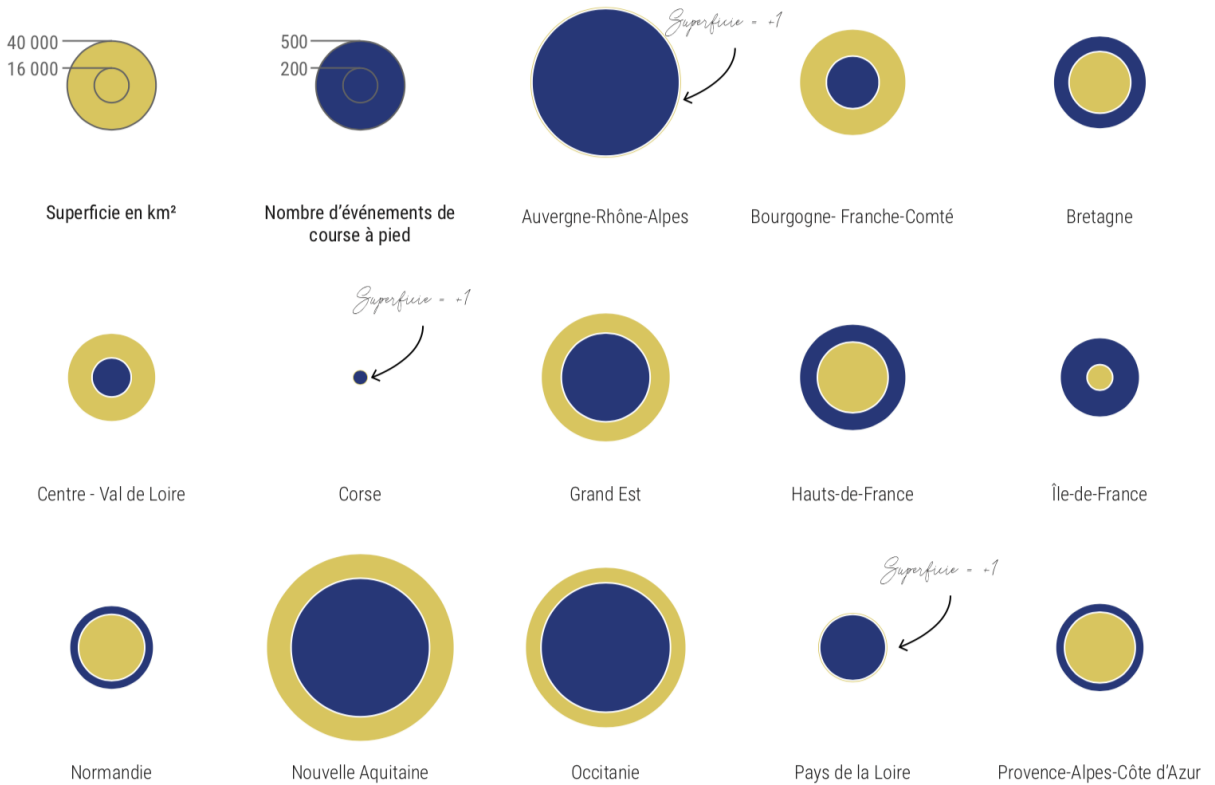 40 000
16 000
Superficie en km²
500
200
Nombre d'événements de
course à pied
Superficie = +1
Auvergne-Rhône-Alpes
Bourgogne- Franche-Comté
Bretagne
Centre - Val de Loire
Superficie = +1
Corse
Grand Est
Hauts-de-France
Île-de-France
Normandie
Nouvelle Aquitaine
Occitanie
Superficie = +1
Pays de la Loire
Provence-Alpes-Côte d'Azur